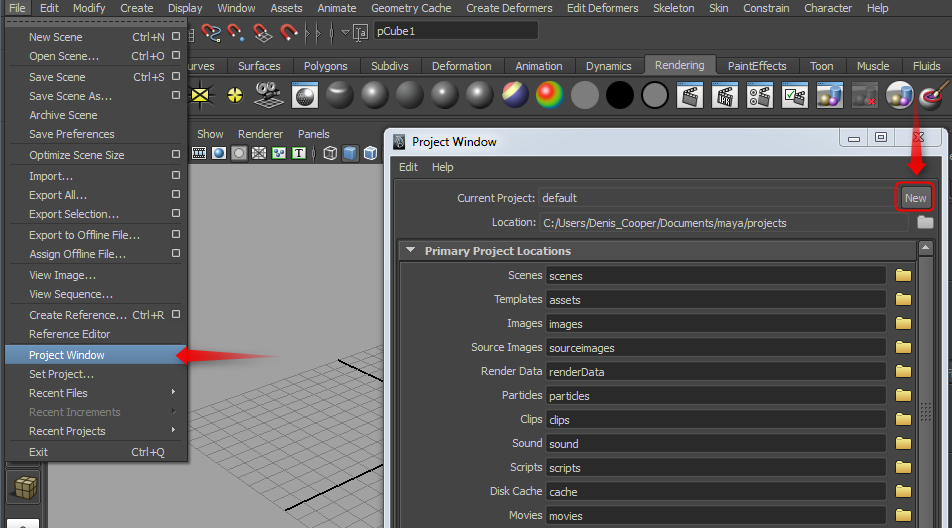 File Edit Modify Create Display Window Assets Animate Geometry Cache Create Deformers Edit Deformers Skeleton Skin Constrain Character Help
pCube1
Surfaces Polygons Subdivs Deformation Animation Dynamics Rendering PaintEffects Toon Muscle Fluids
Show Renderer Panels
New Scene Ctrl+N
Open Scene... Ctrl+O
Save Scene Ctrl+S
Save Scene As...
Archive Scene
Save Preferences
Optimize Scene Size
Import...
Export All...
Export Selection...
Export to Offline File...
Assign Offline File...
View Image...
View Sequence...
Create Reference... Ctrl+R
Reference Editor
Project Window
Set Project...
Recent Files
Recent Increments
Recent Projects
Exit Ctrl+Q
Project Window
Edit Help
Current Project: default New
Location: C:/Users/Denis_Cooper/Documents/maya/projects
Primary Project Locations
Scenes scenes
Templates assets
Images images
Source Images sourceimages
Render Data renderData
Particles particles
Clips clips
Sound sound
Scripts scripts
Disk Cache cache
Movies movies